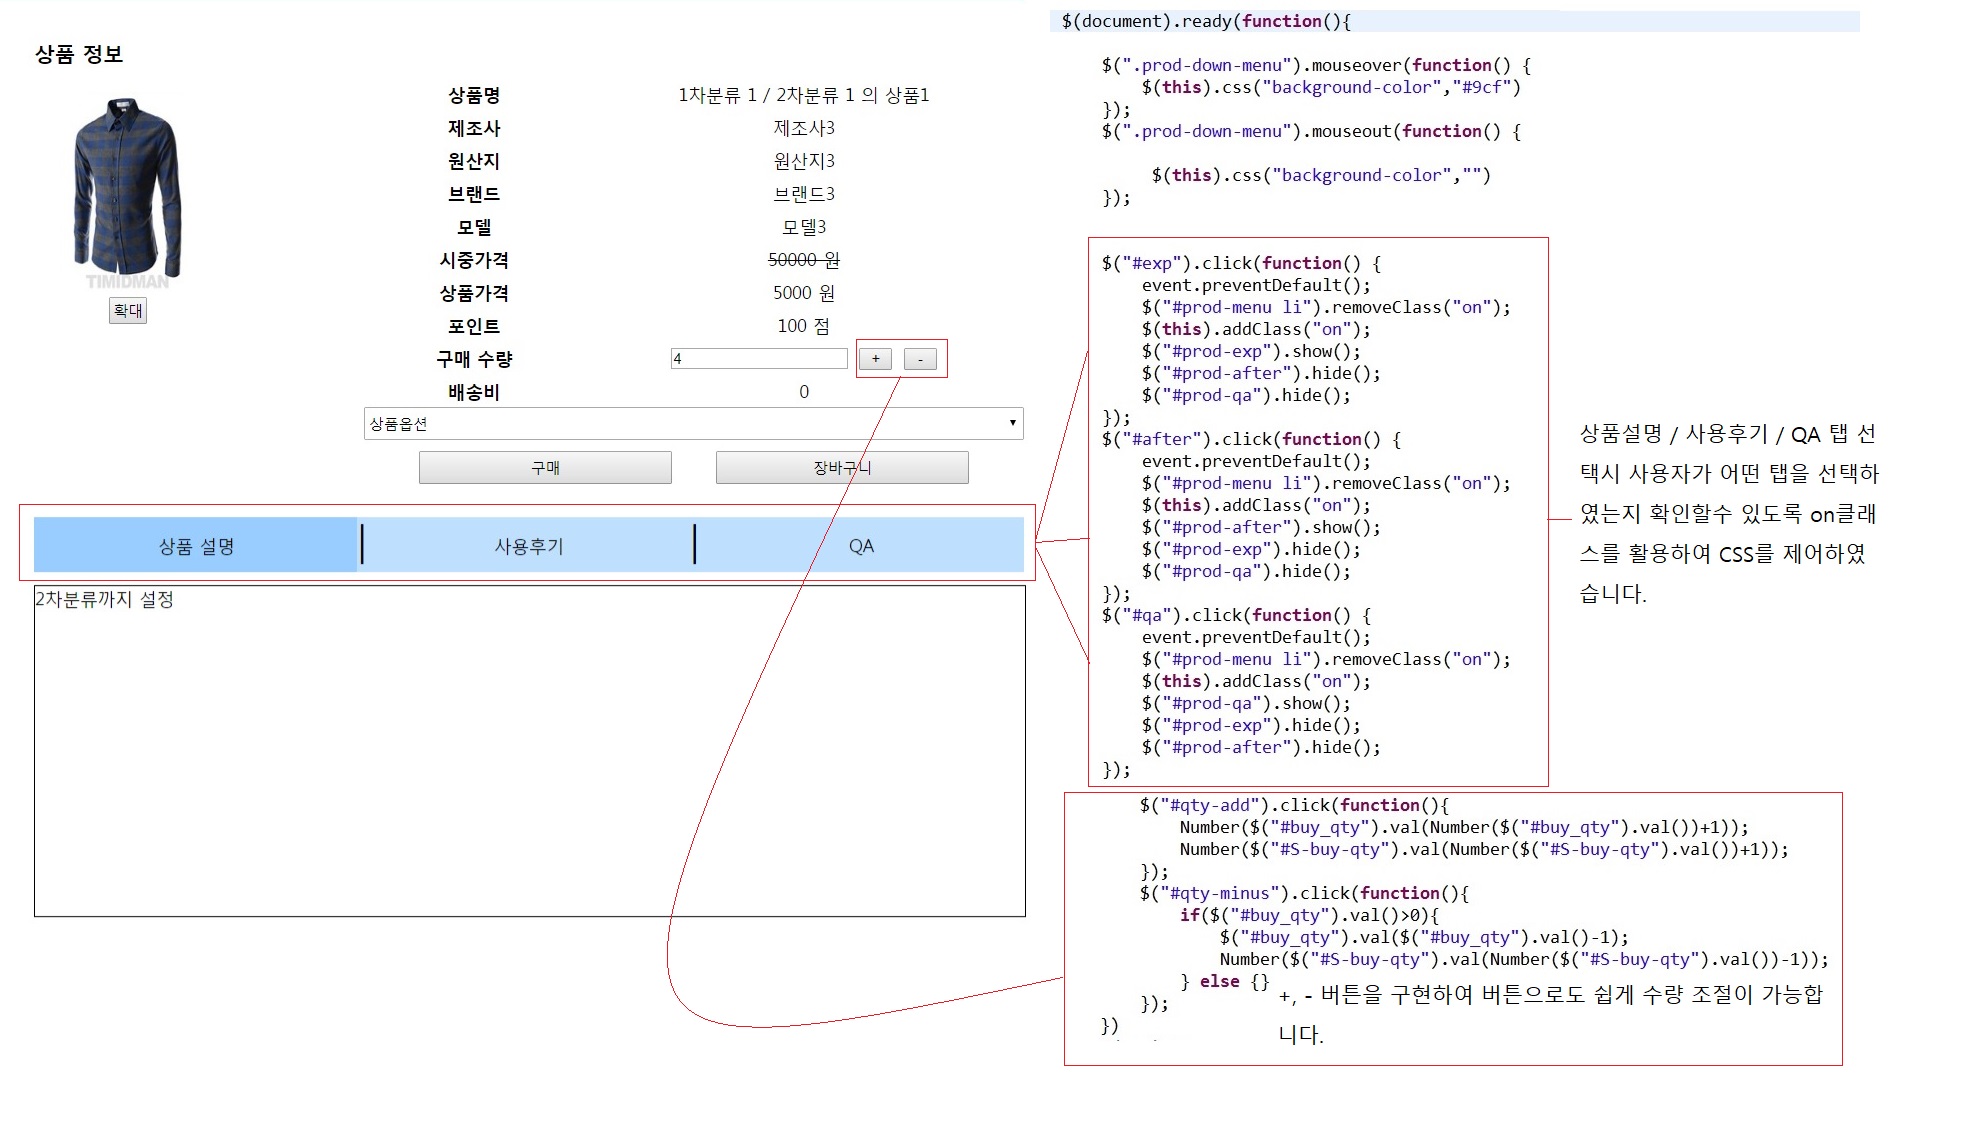 상품 정보
TIMIDMAN
확대
상품명 1차분류 1 / 2차분류 1 의 상품1
제조사 제조사3
원산지 원산지3
브랜드 브랜드3
모델 모델3
시중가격 50000 원
상품가격 5000 원
포인트 100 점
구매 수량 4 + -
배송비 0
상품옵션
구매 장바구니
상품 설명 사용후기 QA
2차분류까지 설정
$(document).ready(function(){
$(".prod-down-menu").mouseover(function() {
$(this).css("background-color","#9cf")
});
$(".prod-down-menu").mouseout(function() {
$(this).css("background-color","")
});
$("#exp").click(function() {
event.preventDefault();
$("#prod-menu li").removeClass("on");
$(this).addClass("on");
$("#prod-exp").show();
$("#prod-after").hide();
$("#prod-qa").hide();
});
$("#after").click(function() {
event.preventDefault();
$("#prod-menu li").removeClass("on");
$(this).addClass("on");
$("#prod-after").show();
$("#prod-exp").hide();
$("#prod-qa").hide();
});
$("#qa").click(function() {
event.preventDefault();
$("#prod-menu li").removeClass("on");
$(this).addClass("on");
$("#prod-qa").show();
$("#prod-exp").hide();
$("#prod-after").hide();
});
상품설명 / 사용후기 / QA 탭 선
택시 사용자가 어떤 탭을 선택하
였는지 확인할수 있도록 on클래
스를 활용하여 CSS를 제어하였
습니다.
$("#qty-add").click(function(){
Number($("#buy_qty").val(Number($("#buy_qty").val())+1));
Number($("#S-buy-qty").val(Number($("#S-buy-qty").val())+1));
});
$("#qty-minus").click(function(){
if($("#buy_qty").val()>0){
$("#buy_qty").val($("#buy_qty").val()-1);
Number($("#S-buy-qty").val(Number($("#S-buy-qty").val())-1));
} else {}
});
})
+, - 버튼을 구현하여 버튼으로도 쉽게 수량 조절이 가능합
니다.